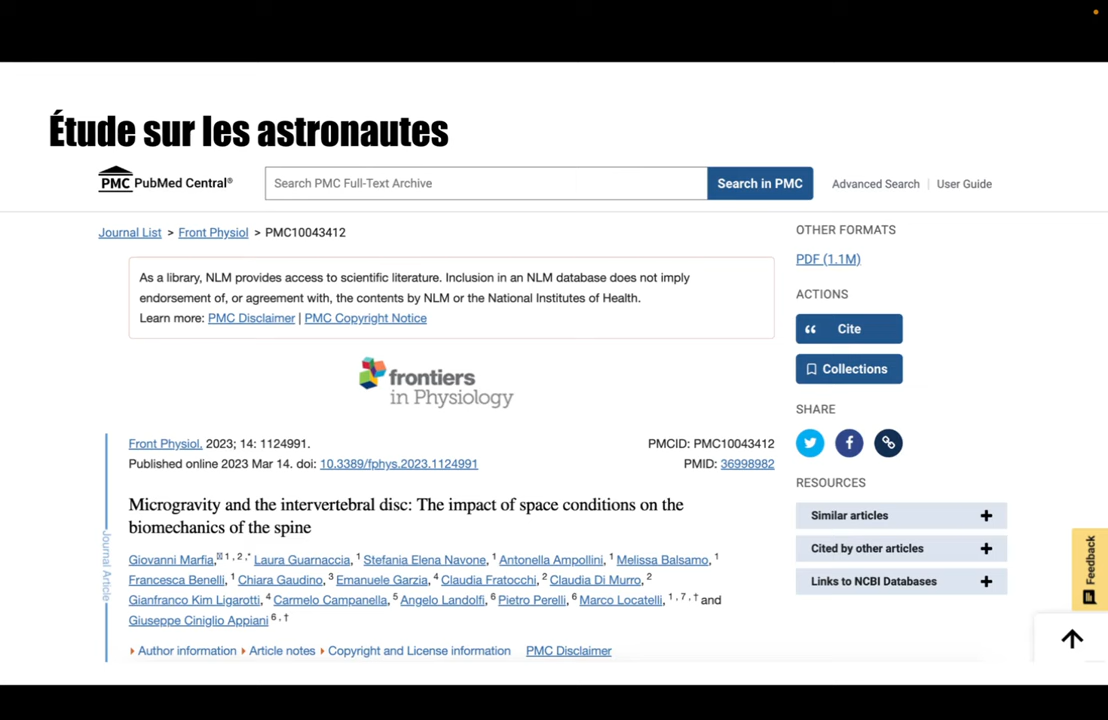 Étude sur les astronautes
PMC PubMed Central®
Search PMC Full-Text Archive
Search in PMC
Advanced Search | User Guide
Journal List > Front Physiol > PMC10043412
As a library, NLM provides access to scientific literature. Inclusion in an NLM database does not imply
endorsement of, or agreement with, the contents by NLM or the National Institutes of Health.
Learn more: PMC Disclaimer | PMC Copyright Notice
frontiers
in Physiology
Journal Article
Front Physiol. 2023; 14: 1124991.
Published online 2023 Mar 14. doi: 10.3389/fphys.2023.1124991
PMCID: PMC10043412
PMID: 36998982
Microgravity and the intervertebral disc: The impact of space conditions on the
biomechanics of the spine
Giovanni Marfia, 1 , 2 , * Laura Guarnaccia, 1 Stefania Elena Navone, 1 Antonella Ampollini, 1 Melissa Balsamo, 1
Francesca Benelli, 1 Chiara Gaudino, 3 Emanuele Garzia, 4 Claudia Fratocchi, 2 Claudia Di Murro, 2
Gianfranco Kim Ligarotti, 4 Carmelo Campanella, 5 Angelo Landolfi, 6 Pietro Perelli, 6 Marco Locatelli, 1 , 7 , † and
Giuseppe Ciniglio Appiani 6 , †
Author information Article notes Copyright and License information PMC Disclaimer
OTHER FORMATS
PDF (1.1M)
ACTIONS
Cite
Collections
SHARE
RESOURCES
Similar articles
Cited by other articles
Links to NCBI Databases
Feedback